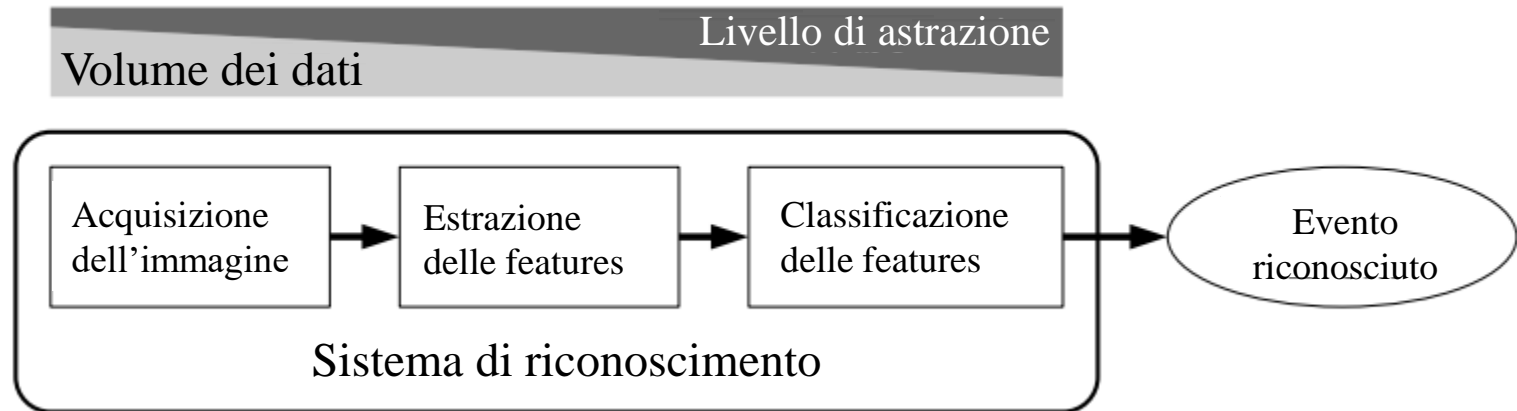 Livello di astrazione
Volume dei dati
Acquisizione
dell’immagine
Estrazione
delle features
Classificazione
delle features
Evento
riconosciuto
Sistema di riconoscimento